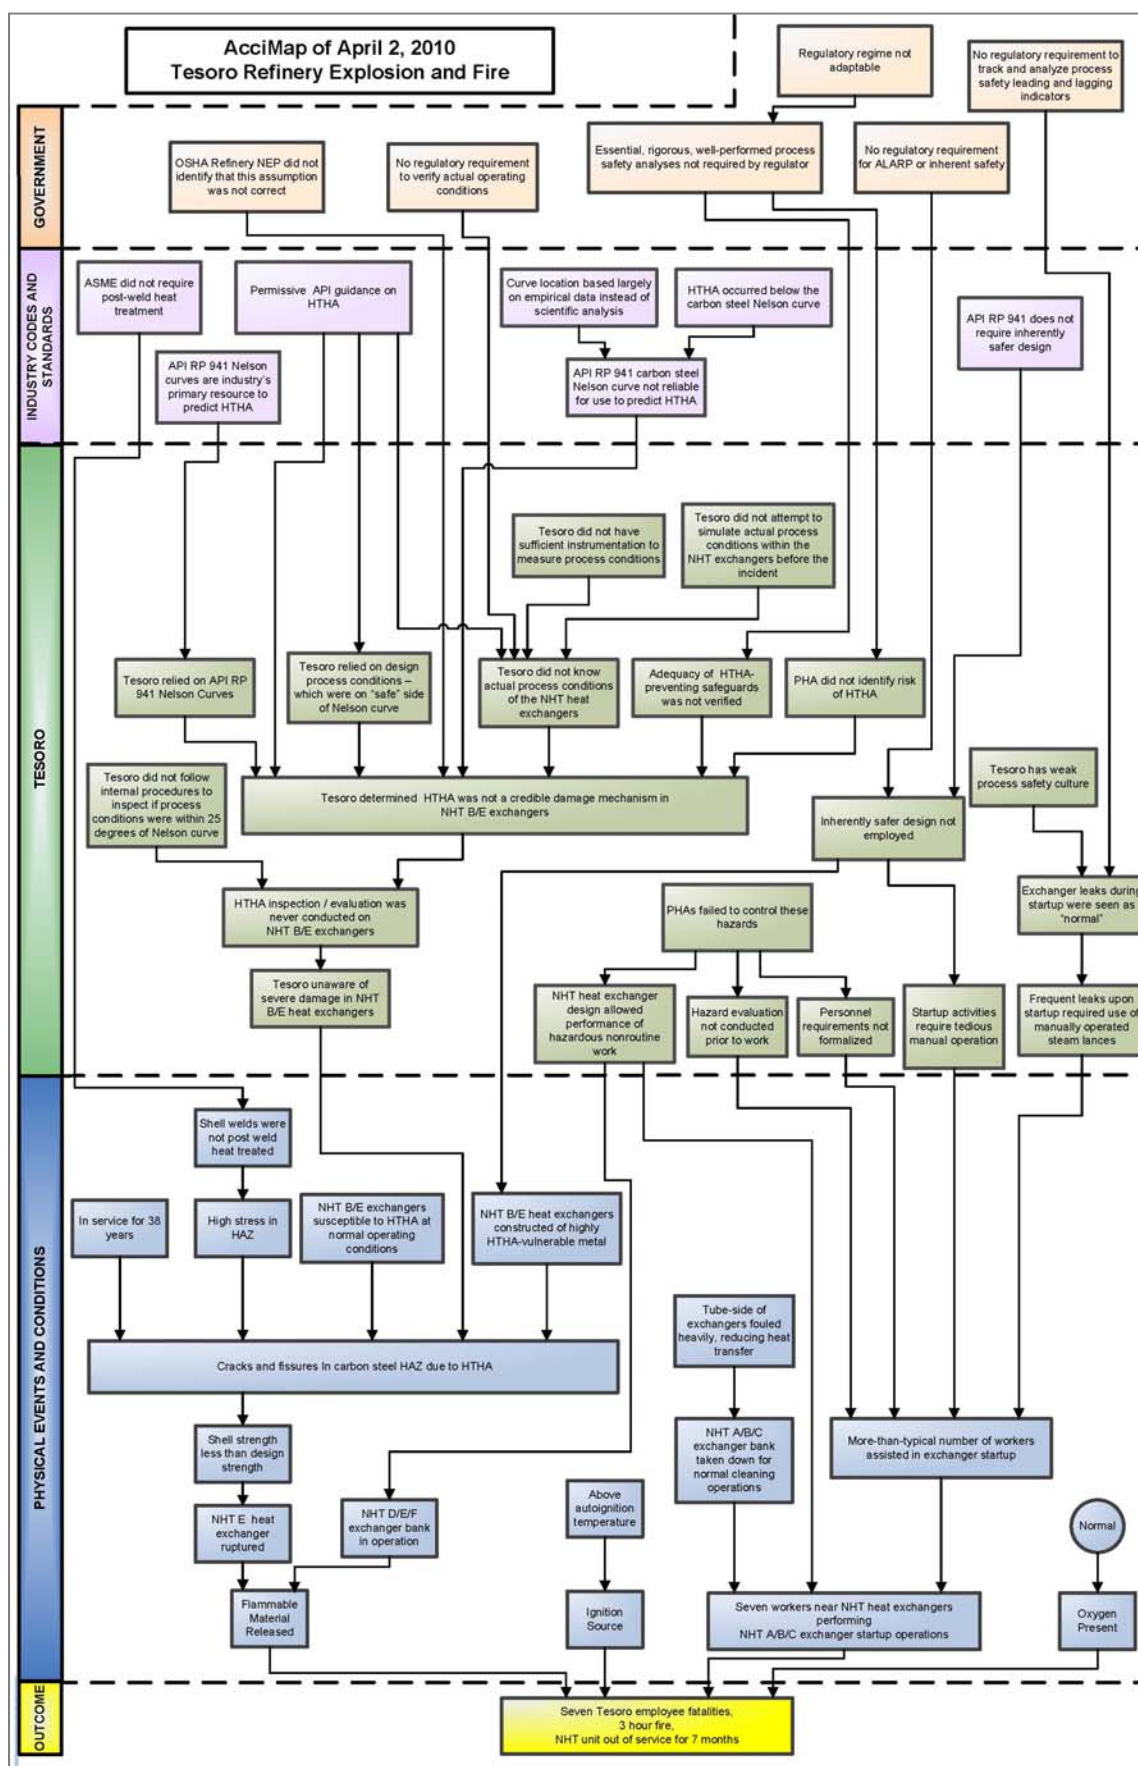 AcciMap of April 2, 2010
Tesoro Refinery Explosion and Fire
Regulatory regime not
adaptable
No regulatory requirement to
track and analyze process
safety leading and lagging
indicators
GOVERNMENT
OSHA Refinery NEP did not
identify that this assumption
was not correct
No regulatory requirement
to verify actual operating
conditions
Essential, rigorous, well-performed process
safety analyses not required by regulator
No regulatory requirement
for ALARP or inherent safety
INDUSTRY CODES AND
STANDARDS
ASME did not require
post-weld heat
treatment
Permissive API guidance on
HTHA
Curve location based largely
on empirical data instead of
scientific analysis
HTHA occurred below the
carbon steel Nelson curve
API RP 941 does not
require inherently
safer design
API RP 941 Nelson
curves are industry's
primary resource to
predict HTHA
API RP 941 carbon steel
Nelson curve not reliable
for use to predict HTHA
TESORO
Tesoro did not have
sufficient instrumentation to
measure process conditions
Tesoro did not attempt to
simulate actual process
conditions within the
NHT exchangers before the
incident
Tesoro relied on API RP
941 Nelson Curves
Tesoro relied on design
process conditions –
which were on "safe" side
of Nelson curve
Tesoro did not know
actual process conditions
of the NHT heat
exchangers
Adequacy of HTHA-
preventing safeguards
was not verified
PHA did not identify risk
of HTHA
Tesoro did not follow
internal procedures to
inspect if process
conditions were within 25
degrees of Nelson curve
Tesoro determined HTHA was not a credible damage mechanism in
NHT B/E exchangers
Inherently safer design not
employed
Tesoro has weak
process safety culture
HTHA inspection / evaluation was
never conducted on
NHT B/E exchangers
PHAs failed to control these
hazards
Exchanger leaks during
startup were seen as
"normal"
Tesoro unaware of
severe damage in NHT
B/E heat exchangers
NHT heat exchanger
design allowed
performance of
hazardous nonroutine
work
Hazard evaluation
not conducted
prior to work
Personnel
requirements not
formalized
Startup activities
require tedious
manual operation
Frequent leaks upon
startup required use of
manually operated
steam lances
PHYSICAL EVENTS AND CONDITIONS
Shell welds were
not post weld
heat treated
In service for 38
years
High stress in
HAZ
NHT B/E exchangers
susceptible to HTHA at
normal operating
conditions
NHT B/E heat exchangers
constructed of highly
HTHA-vulnerable metal
Tube-side of
exchangers fouled
heavily, reducing heat
transfer
Cracks and fissures In carbon steel HAZ due to HTHA
Shell strength
less than design
strength
NHT A/B/C
exchanger bank
taken down for
normal cleaning
operations
More-than-typical number of workers
assisted in exchanger startup
NHT E heat
exchanger
ruptured
NHT D/E/F
exchanger bank
in operation
Above
autoignition
temperature
Normal
Flammable
Material
Released
Ignition
Source
Seven workers near NHT heat exchangers
performing
NHT A/B/C exchanger startup operations
Oxygen
Present
OUTCOME
Seven Tesoro employee fatalities,
3 hour fire,
NHT unit out of service for 7 months